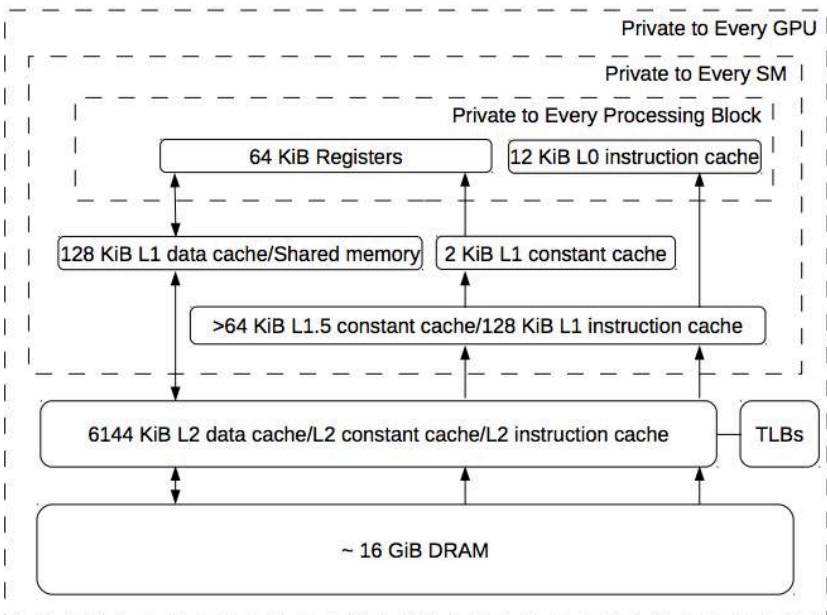 Private to Every GPU
Private to Every SM
Private to Every Processing Block
64 KiB Registers
12 KiB L0 instruction cache
128 KiB L1 data cache/Shared memory
2 KiB L1 constant cache
>64 KiB L1.5 constant cache/128 KiB L1 instruction cache
6144 KiB L2 data cache/L2 constant cache/L2 instruction cache
TLBs
~ 16 GiB DRAM